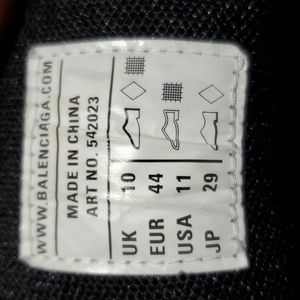 WWW.BALENCIAGA.COM
MADE IN CHINA
ART NO. 542023
UK 10
EUR 44
USA 11
JP 29